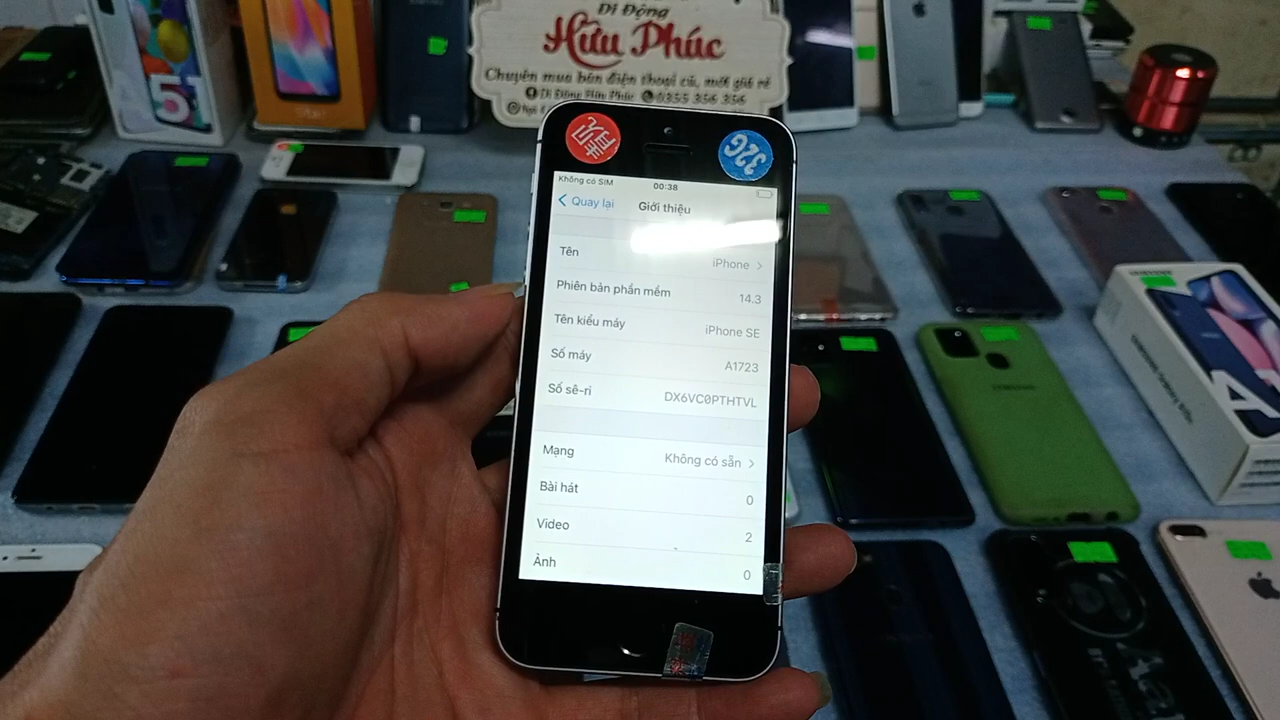 Di Động
Hữu Phúc
Chuyên mua bán điện thoại cũ, mới giá rẻ
Di Động Hữu Phúc 0355 356 356
32G
Không có SIM
00:38
Quay lại
Giới thiệu
Tên
iPhone
Phiên bản phần mềm
14.3
Tên kiểu máy
iPhone SE
Số máy
A1723
Số sê-ri
DX6VC0PTHTVL
Mạng
Không có sẵn
Bài hát
0
Video
2
Ảnh
0
5
SAMSUNG
A